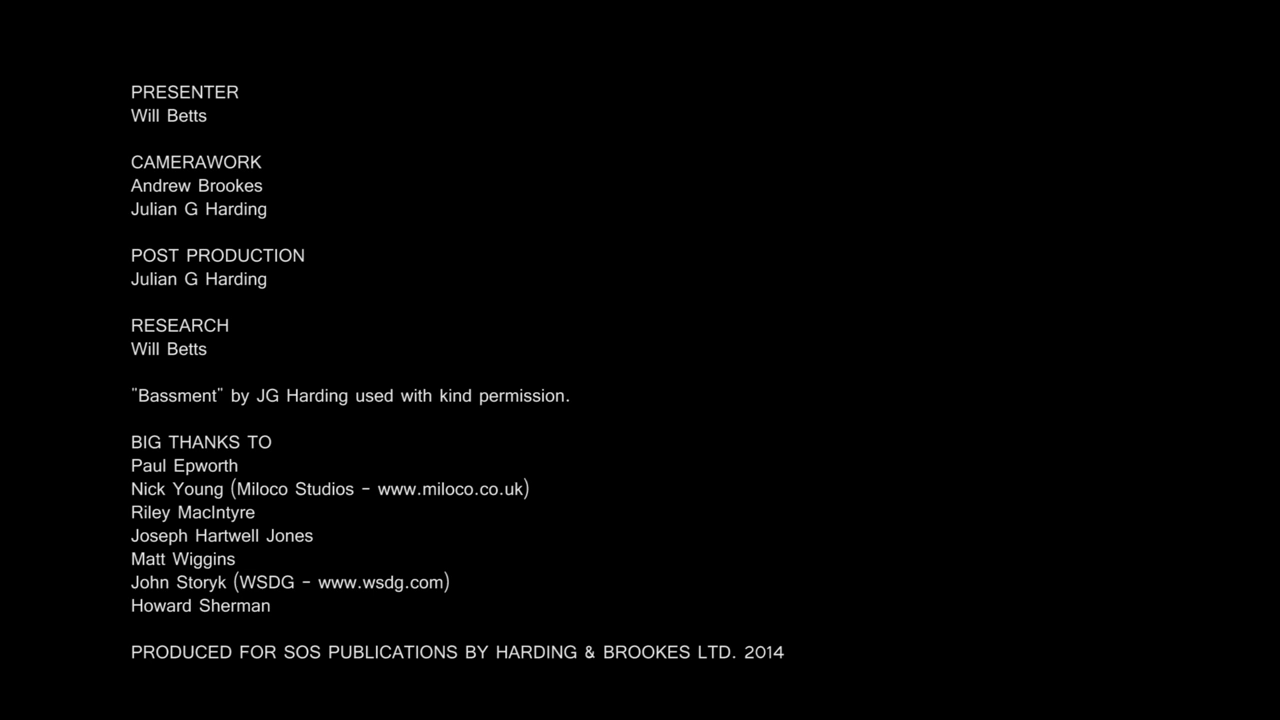 PRESENTER
Will Betts
CAMERAWORK
Andrew Brookes
Julian G Harding
POST PRODUCTION
Julian G Harding
RESEARCH
Will Betts
"Bassment" by JG Harding used with kind permission.
BIG THANKS TO
Paul Epworth
Nick Young (Miloco Studios - www.miloco.co.uk)
Riley MacIntyre
Joseph Hartwell Jones
Matt Wiggins
John Storyk (WSDG - www.wsdg.com)
Howard Sherman
PRODUCED FOR SOS PUBLICATIONS BY HARDING & BROOKES LTD. 2014